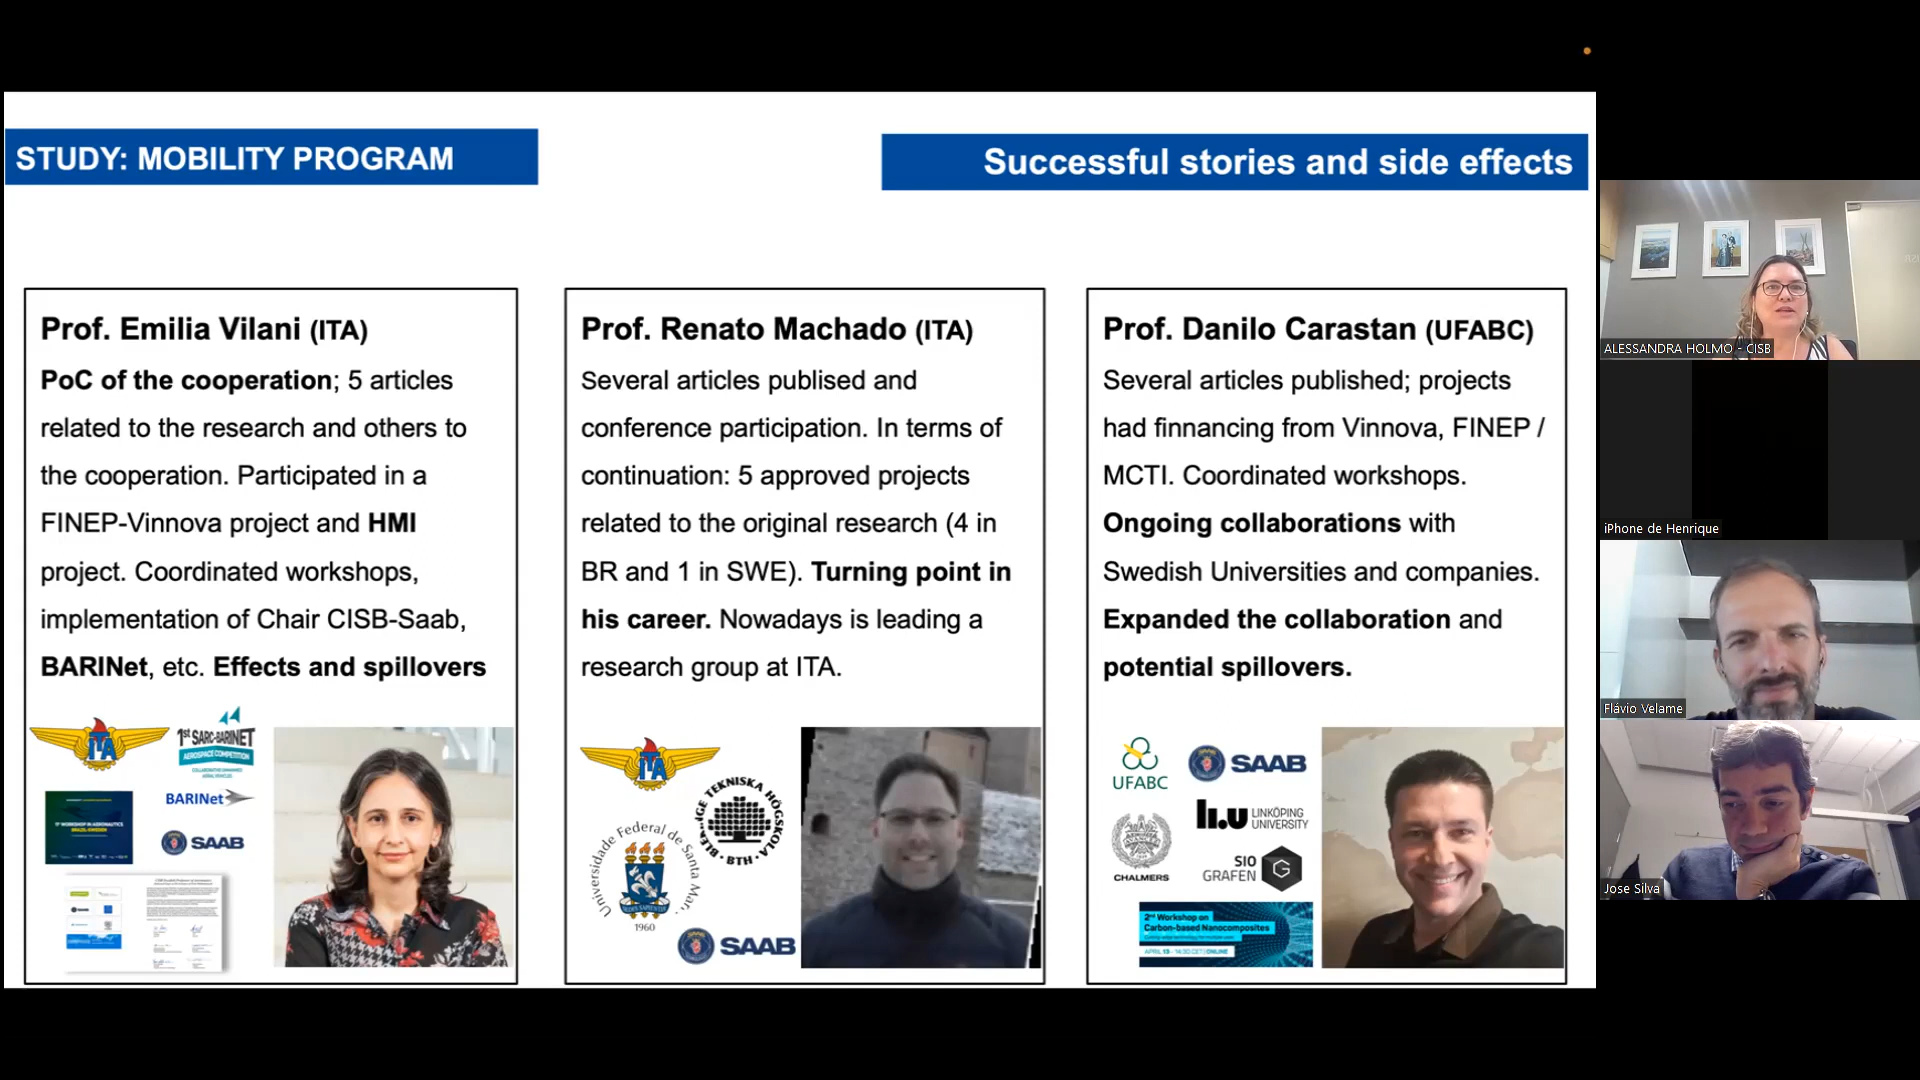 STUDY: MOBILITY PROGRAM
Successful stories and side effects
Prof. Emilia Vilani (ITA)
PoC of the cooperation; 5 articles
related to the research and others to
the cooperation. Participated in a
FINEP-Vinnova project and HMI
project. Coordinated workshops,
implementation of Chair CISB-Saab,
BARINet, etc. Effects and spillovers
ITA
1st SARC-BARINET
AEROSPACE COMPETITION
BARINet
SAAB
Prof. Renato Machado (ITA)
Several articles publised and
conference participation. In terms of
continuation: 5 approved projects
related to the original research (4 in
BR and 1 in SWE). Turning point in
his career. Nowadays is leading a
research group at ITA.
ITA
BLEKINGE TEKNISKA HÖGSKOLA
BTH
Universidade Federal de Santa Mar
1960
SAAB
Prof. Danilo Carastan (UFABC)
Several articles published; projects
had finnancing from Vinnova, FINEP /
MCTI. Coordinated workshops.
Ongoing collaborations with
Swedish Universities and companies.
Expanded the collaboration and
potential spillovers.
UFABC
SAAB
CHALMERS
LINKÖPING
UNIVERSITY
SIO
GRAFEN
2nd Workshop on
Carbon-based Nanocomposites
ALESSANDRA HOLMO - CISB
iPhone de Henrique
Flávio Velame
Jose Silva